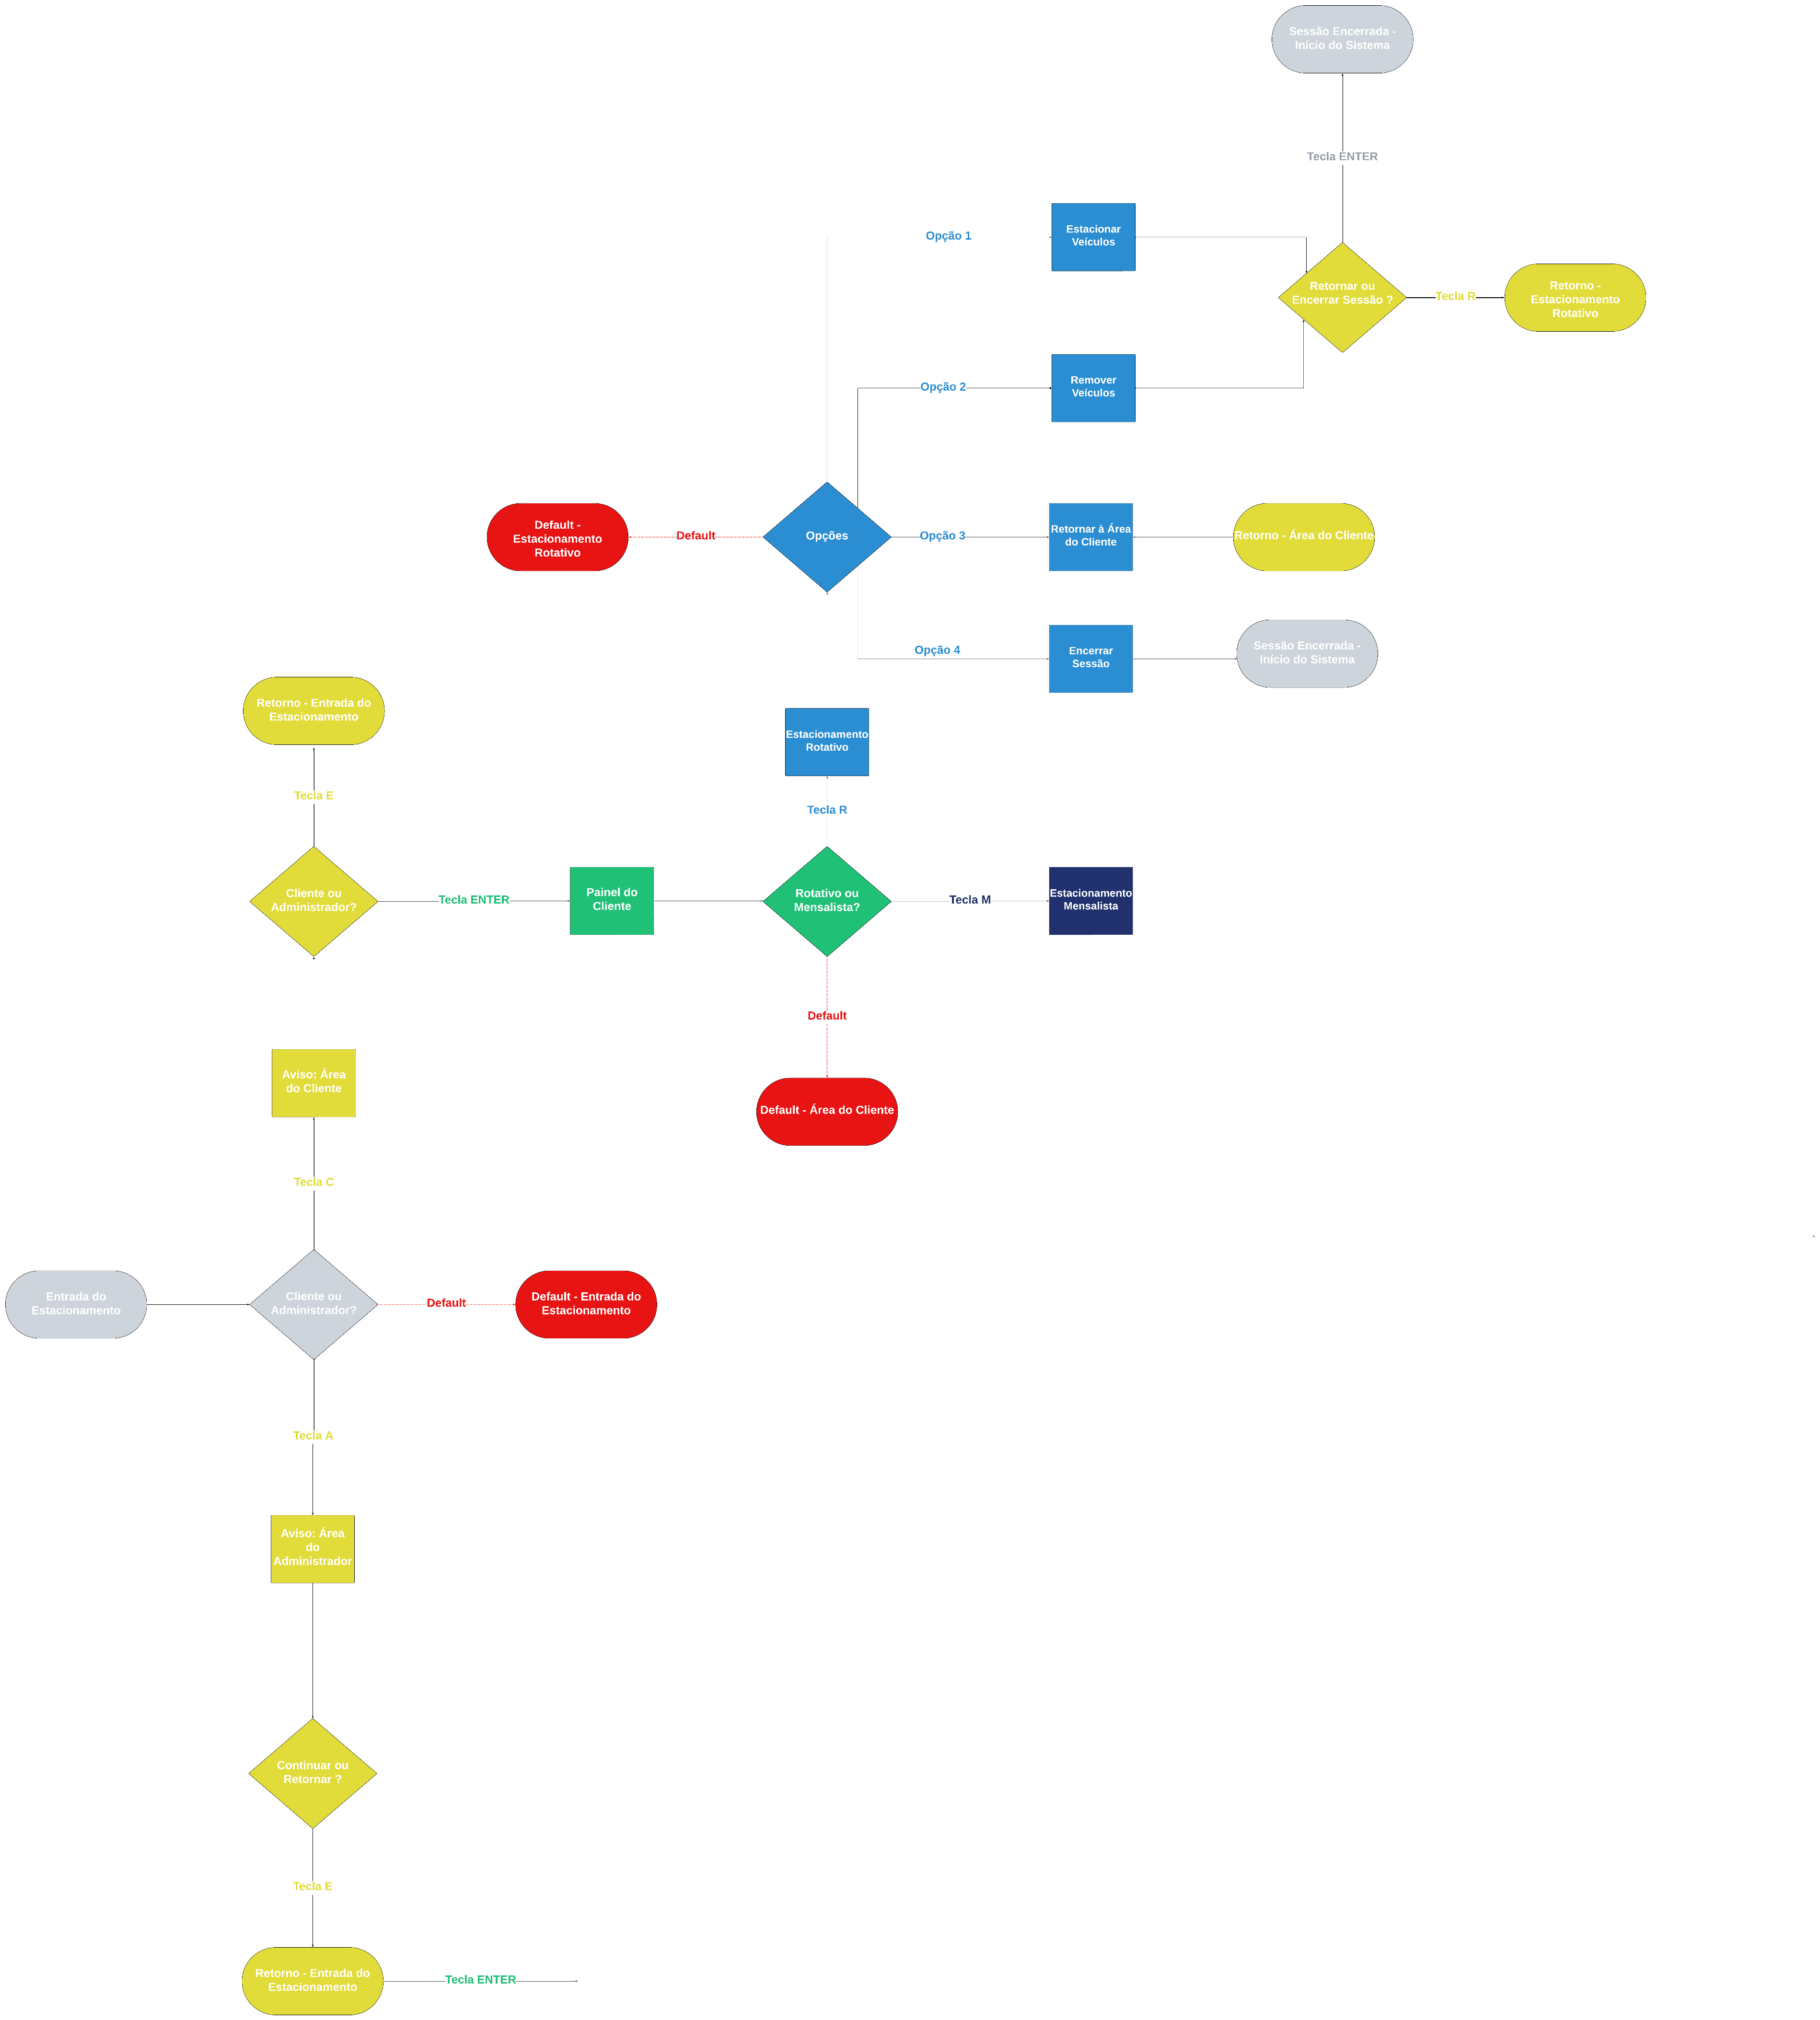 Sessão Encerrada -
Início do Sistema
Tecla ENTER
Opção 1
Estacionar
Veículos
Retornar ou
Encerrar Sessão ?
Tecla R
Retorno -
Estacionamento
Rotativo
Opção 2
Remover
Veículos
Default -
Estacionamento
Rotativo
Default
Opções
Opção 3
Retornar à Área
do Cliente
Retorno - Área do Cliente
Opção 4
Encerrar
Sessão
Sessão Encerrada -
Início do Sistema
Retorno - Entrada do
Estacionamento
Estacionamento
Rotativo
Tecla E
Tecla R
Cliente ou
Administrador?
Tecla ENTER
Painel do
Cliente
Rotativo ou
Mensalista?
Tecla M
Estacionamento
Mensalista
Default
Aviso: Área
do Cliente
Default - Área do Cliente
Tecla C
Entrada do
Estacionamento
Cliente ou
Administrador?
Default
Default - Entrada do
Estacionamento
Tecla A
Aviso: Área
do
Administrador
Continuar ou
Retornar ?
Tecla E
Retorno - Entrada do
Estacionamento
Tecla ENTER